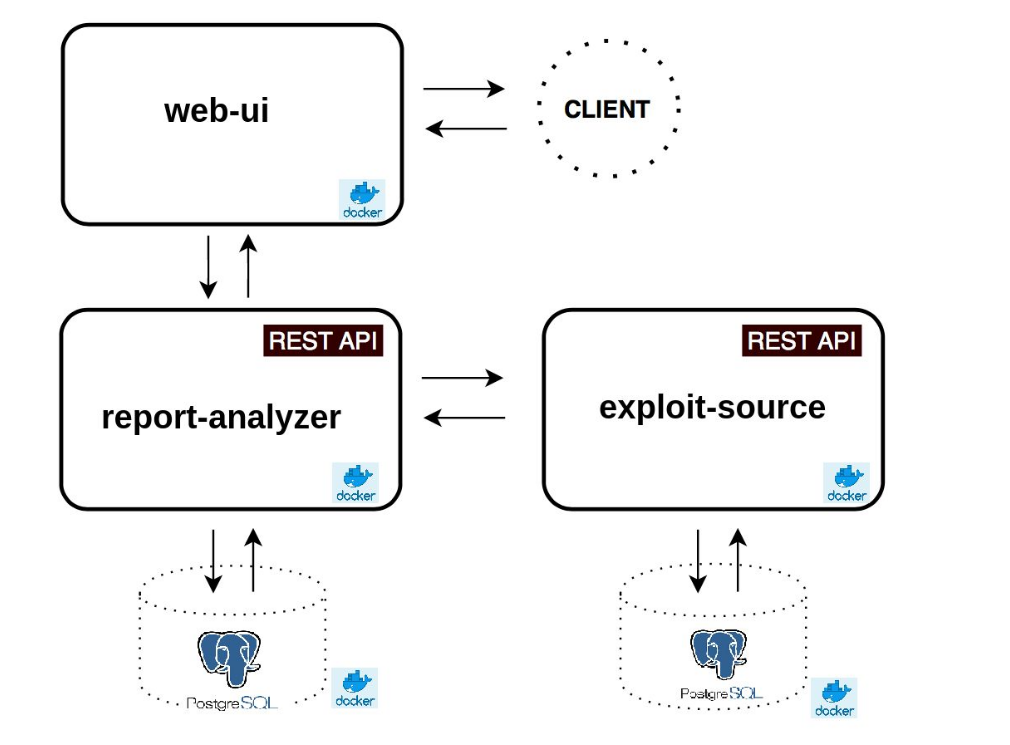 web-ui
CLIENT
docker
REST API
report-analyzer
docker
REST API
exploit-source
docker
PostgreSQL
docker
PostgreSQL
docker